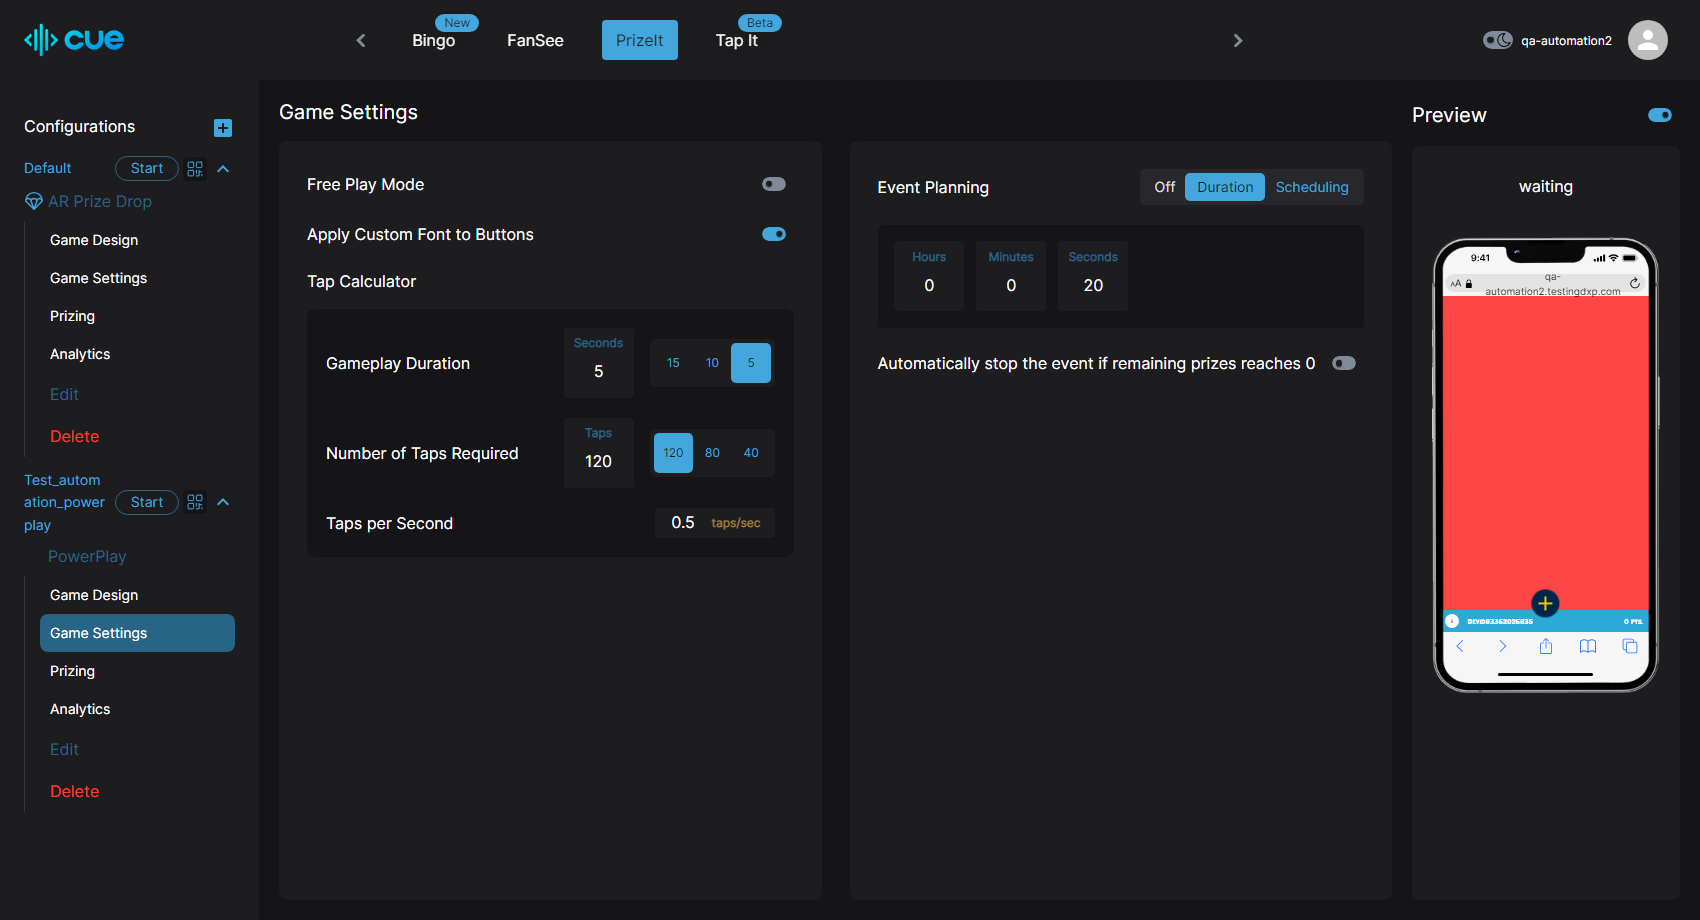 cue
New
Bingo
FanSee
PrizeIt
Beta
Tap It
qa-automation2
Configurations
Default
Start
AR Prize Drop
Game Design
Game Settings
Prizing
Analytics
Edit
Delete
Test_autom
ation_power
play
Start
PowerPlay
Game Design
Game Settings
Prizing
Analytics
Edit
Delete
Game Settings
Free Play Mode
Apply Custom Font to Buttons
Tap Calculator
Gameplay Duration
Seconds
5
15 10 5
Number of Taps Required
Taps
120
120 80 40
Taps per Second
0.5 taps/sec
Event Planning
Off Duration Scheduling
Hours Minutes Seconds
0 0 20
Automatically stop the event if remaining prizes reaches 0
Preview
waiting
9:41
AA
qa-
automation2.testingdxp.com
0 PTS.